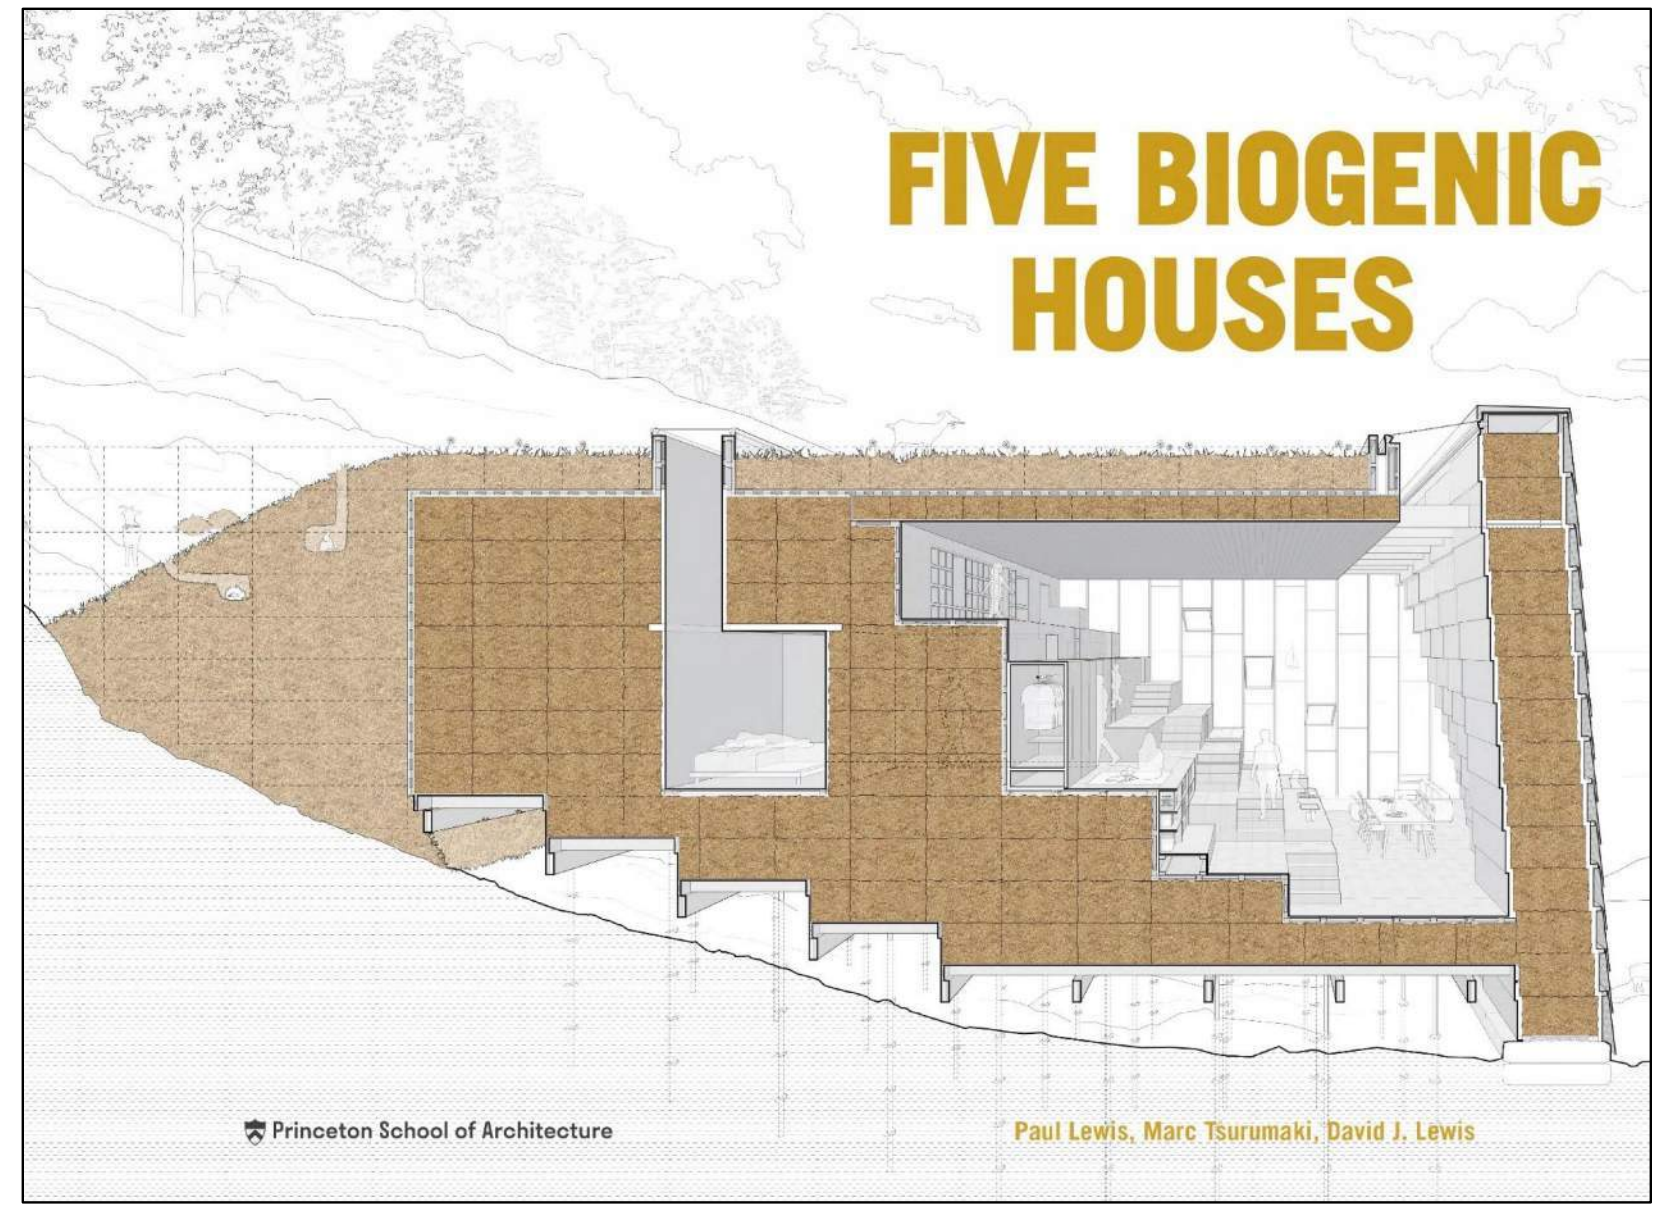 FIVE BIOGENIC
HOUSES
Princeton School of Architecture
Paul Lewis, Marc Tsurumaki, David J. Lewis